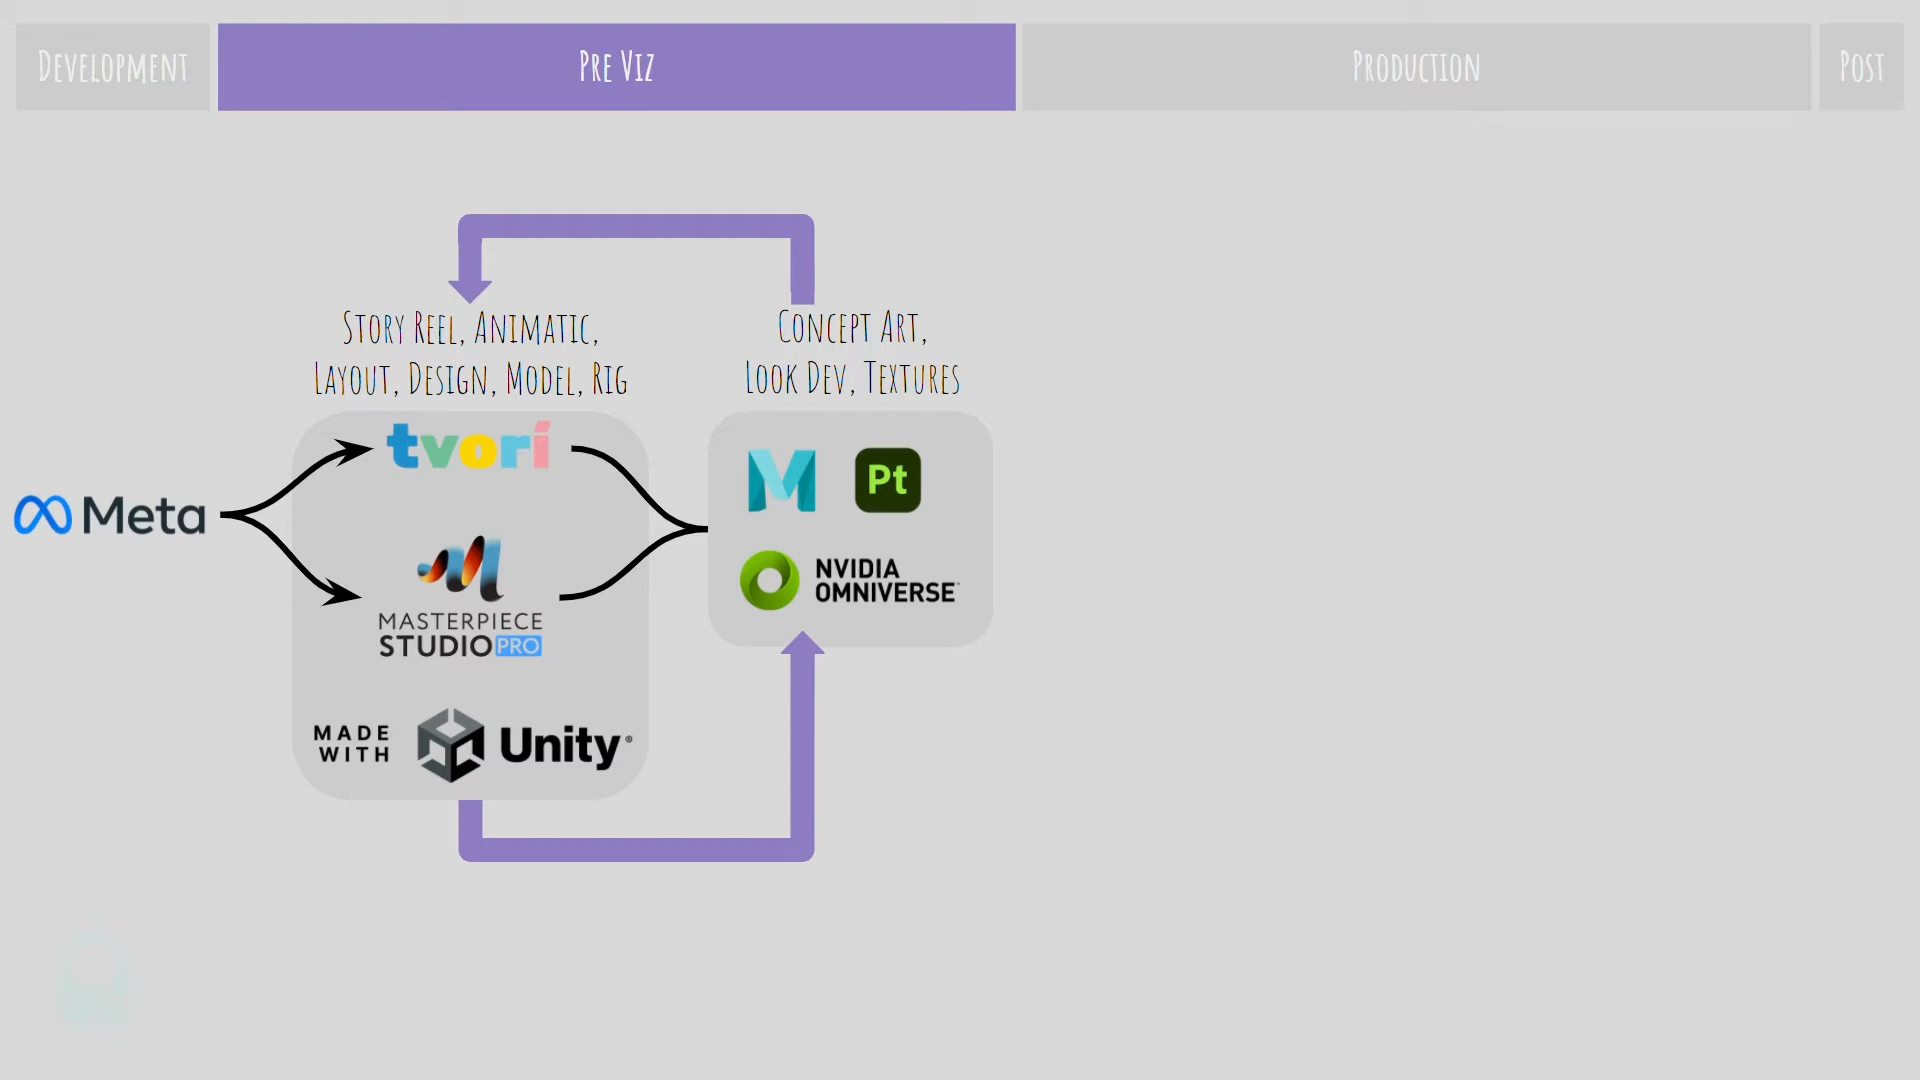 Development
Pre Viz
Production
Post
Story Reel, Animatic,
Layout, Design, Model, Rig
Concept Art,
Look Dev, Textures
tvori
Meta
M
Pt
MASTERPIECE
STUDIO PRO
NVIDIA
OMNIVERSE™
MADE
WITH
Unity®